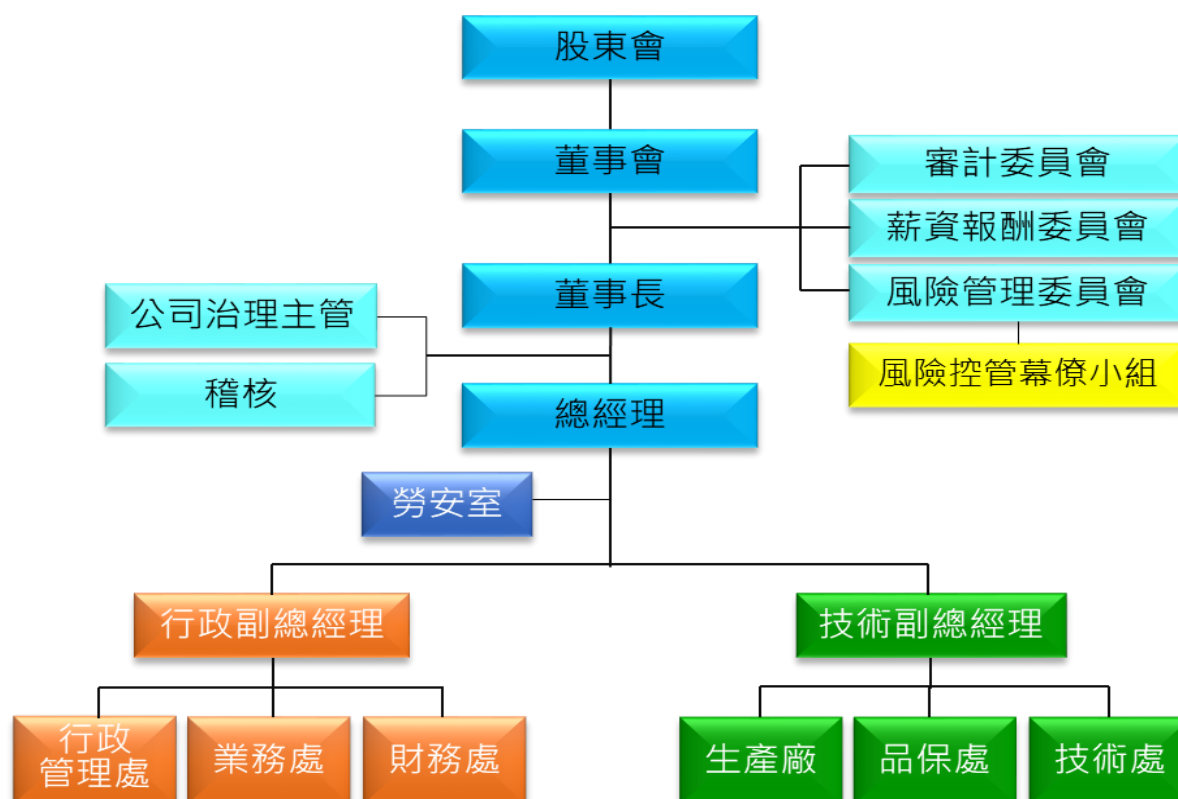 股東會
董事會
審計委員會
薪資報酬委員會
董事長
風險管理委員會
公司治理主管
風險控管幕僚小組
稽核
總經理
勞安室
行政副總經理
技術副總經理
行政
管理處
業務處
財務處
生產廠
品保處
技術處